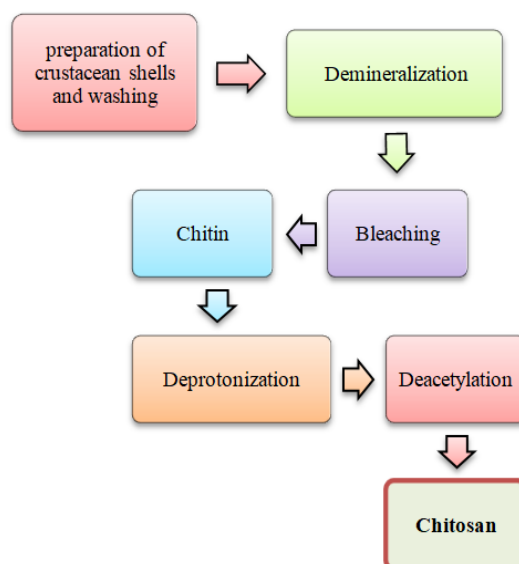 preparation of
crustacean shells
and washing
Demineralization
Bleaching
Chitin
Deprotonization
Deacetylation
Chitosan